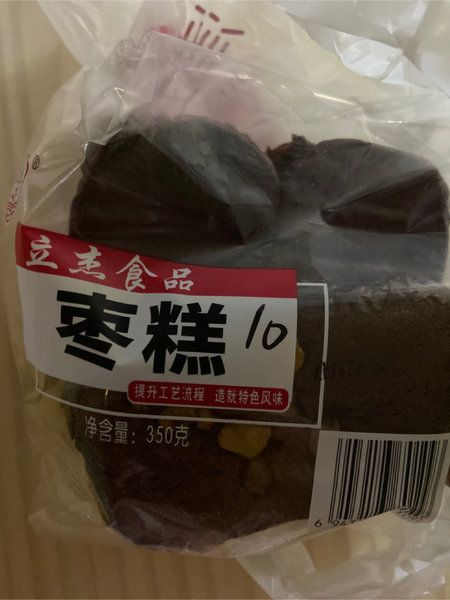 立杰食品
枣糕 10
提升工艺流程 造就特色风味
净含量：350克